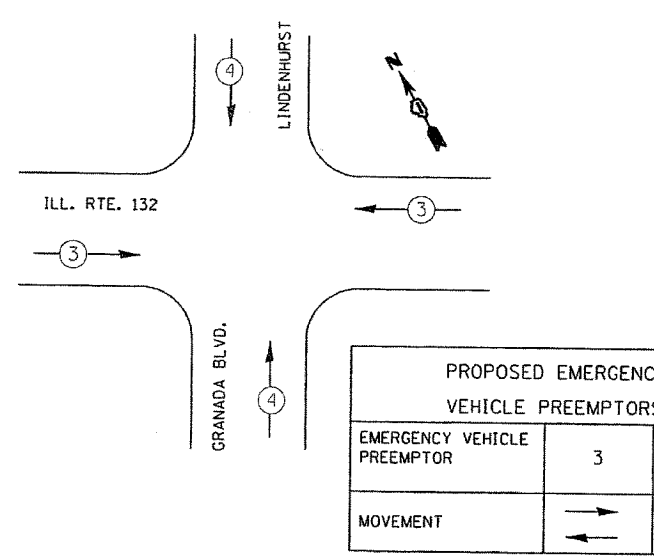 4
LINDENHURST
N
ILL. RTE. 132
3
3
GRANADA BLVD.
4
PROPOSED EMERGENC
VEHICLE PREEMPTORS
EMERGENCY VEHICLE
PREEMPTOR
3
MOVEMENT